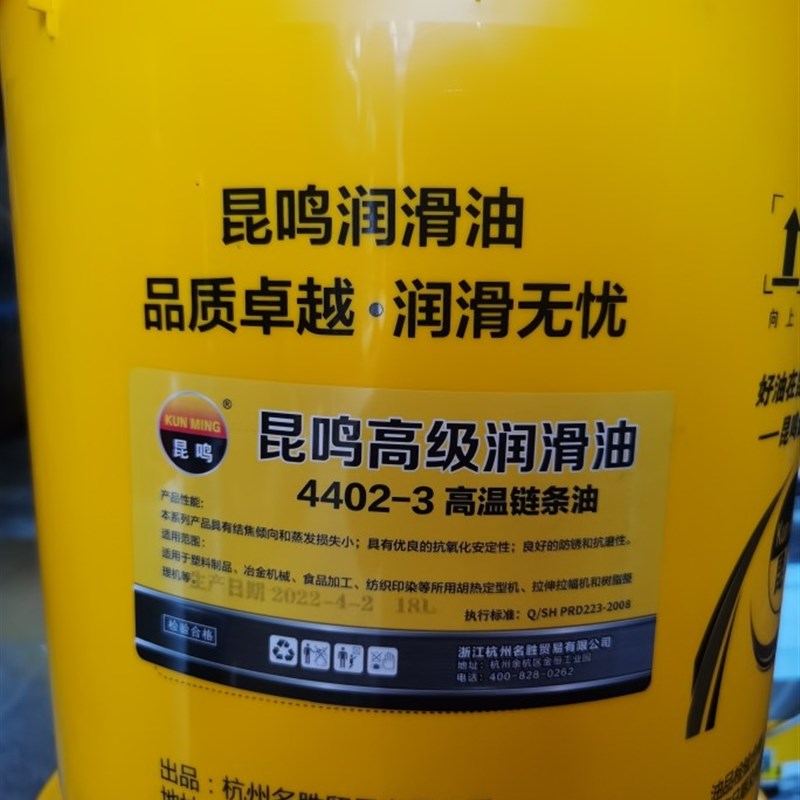 昆鸣润滑油
品质卓越·润滑无忧
KUN MING
昆鸣
®
昆鸣高级润滑油
4402-3 高温链条油
产品性能:
本系列产品具有结焦倾向和蒸发损失小；具有优良的抗氧化安定性；良好的防锈和抗磨性。
适用范围:
适用于塑料制品、冶金机械、食品加工、纺织印染等所用胡热定型机、拉伸拉幅机和树脂整
理机等。
生产日期 2022-4-2 18L
执行标准：Q/SH PRD223-2008
检验合格
浙江杭州名胜贸易有限公司
地址：杭州余机区金恒工业园
电话：400-828-0262
出品：杭州名胜贸
向上
好油在
—昆鸣